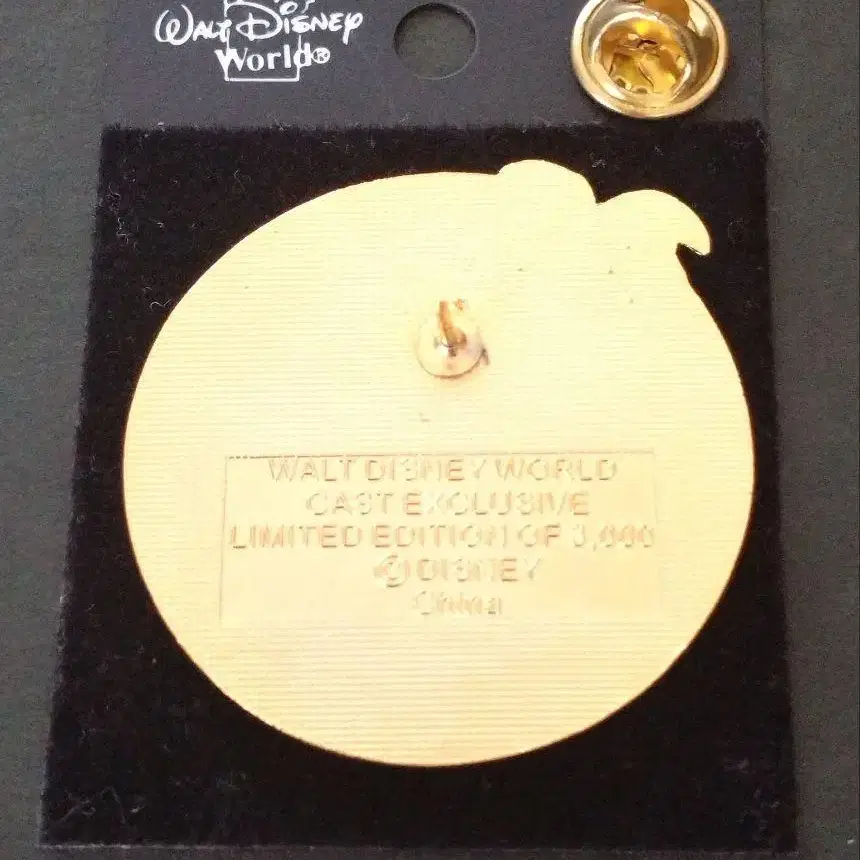 WALT DISNEY
World®
WALT DISNEY WORLD
CAST EXCLUSIVE
LIMITED EDITION OF 3,000
© DISNEY
China